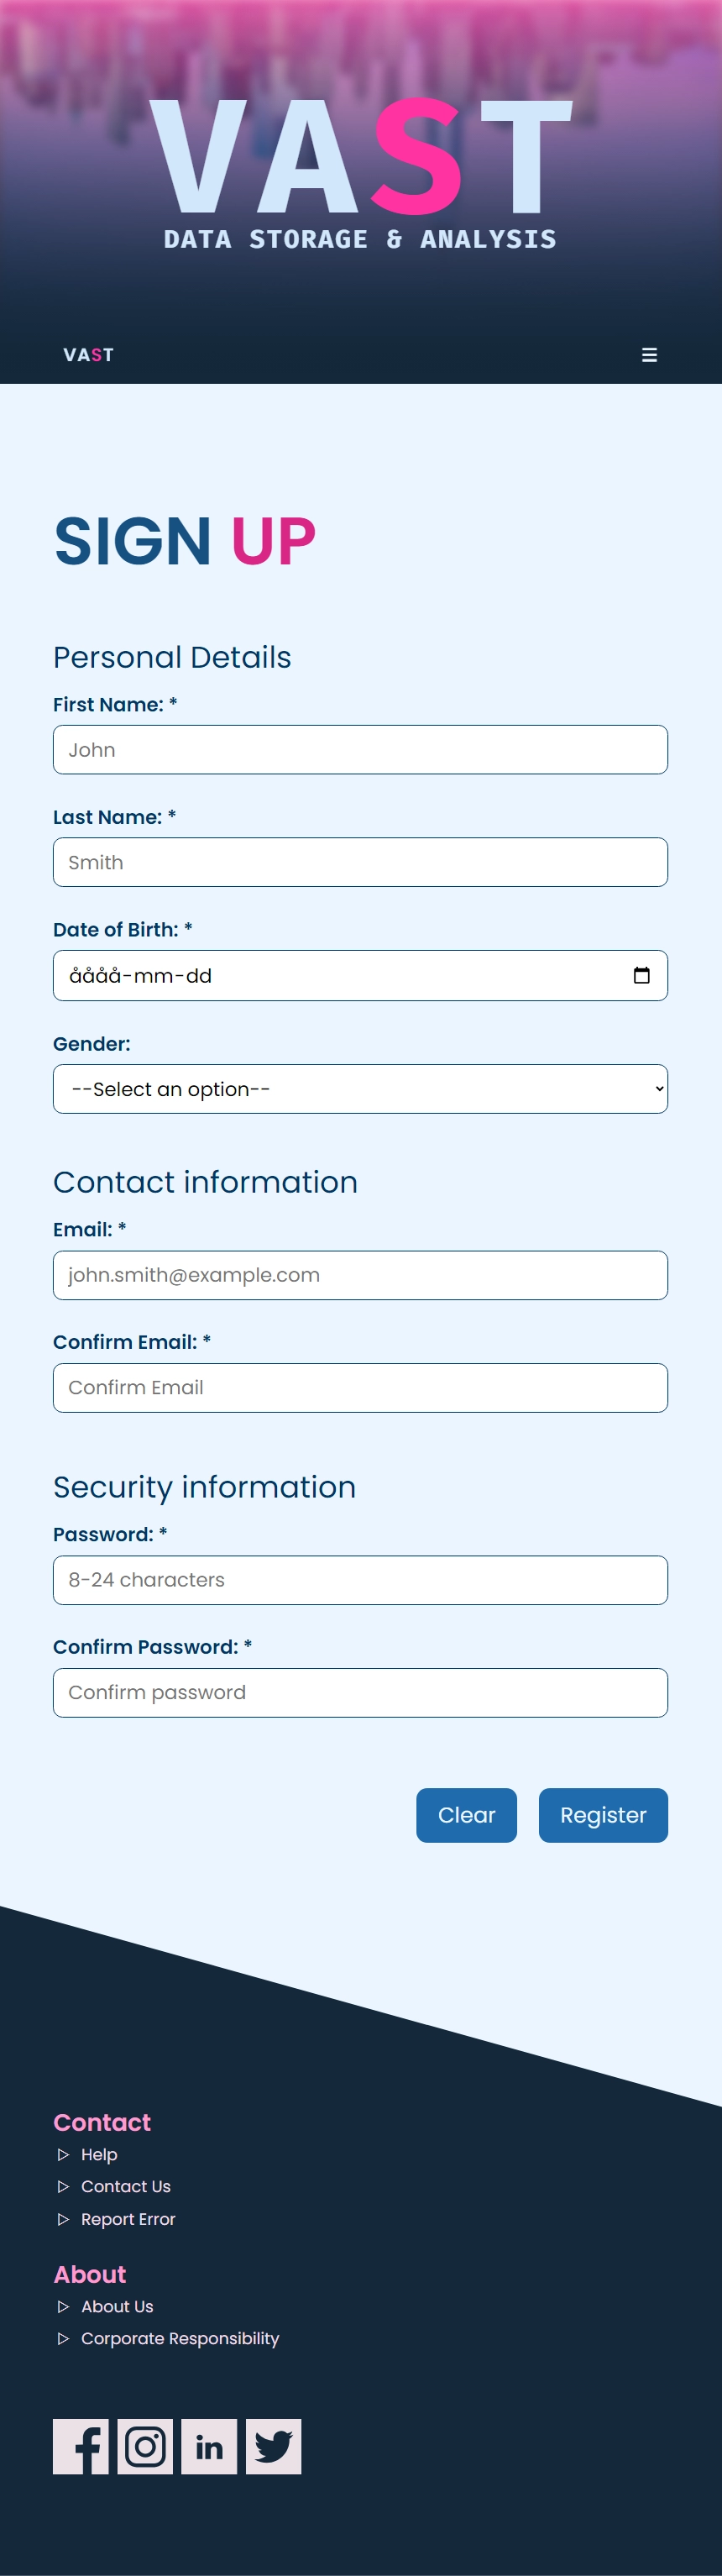 VAST
DATA STORAGE & ANALYSIS
VAST
SIGN UP
Personal Details
First Name: *
John
Last Name: *
Smith
Date of Birth: *
åååå-mm-dd
Gender:
--Select an option--
Contact information
Email: *
john.smith@example.com
Confirm Email: *
Confirm Email
Security information
Password: *
8-24 characters
Confirm Password: *
Confirm password
Clear Register
Contact
Help
Contact Us
Report Error
About
About Us
Corporate Responsibility
f in